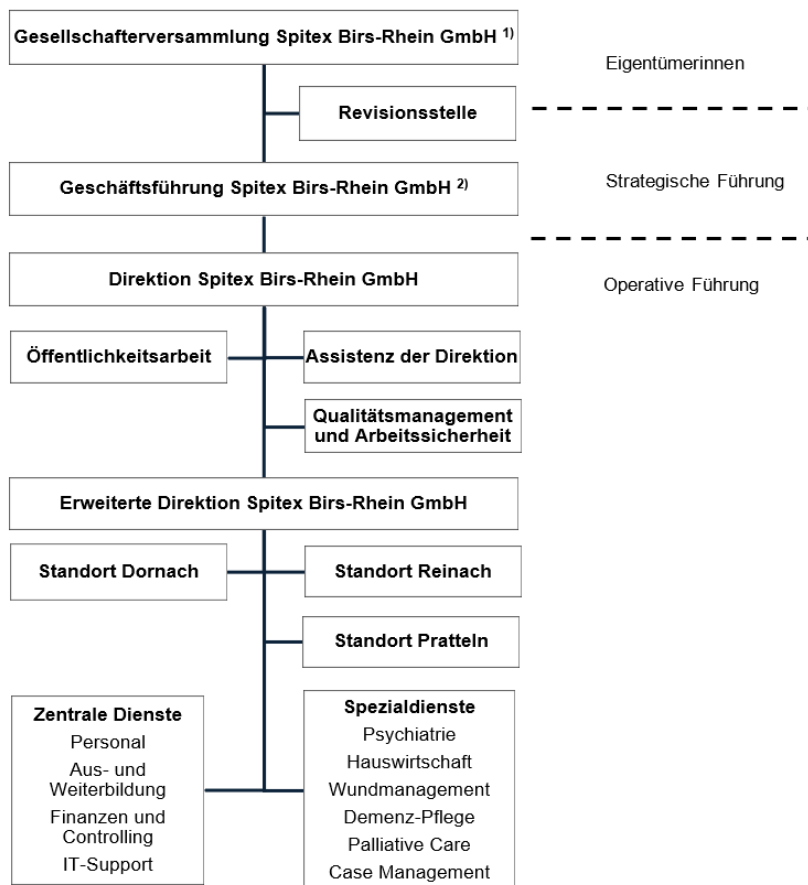 Gesellschafterversammlung Spitex Birs-Rhein GmbH 1)
Eigentümerinnen
Revisionsstelle
Geschäftsführung Spitex Birs-Rhein GmbH 2)
Strategische Führung
Direktion Spitex Birs-Rhein GmbH
Operative Führung
Öffentlichkeitsarbeit
Assistenz der Direktion
Qualitätsmanagement
und Arbeitssicherheit
Erweiterte Direktion Spitex Birs-Rhein GmbH
Standort Dornach
Standort Reinach
Standort Pratteln
Zentrale Dienste
Personal
Aus- und
Weiterbildung
Finanzen und
Controlling
IT-Support
Spezialdienste
Psychiatrie
Hauswirtschaft
Wundmanagement
Demenz-Pflege
Palliative Care
Case Management